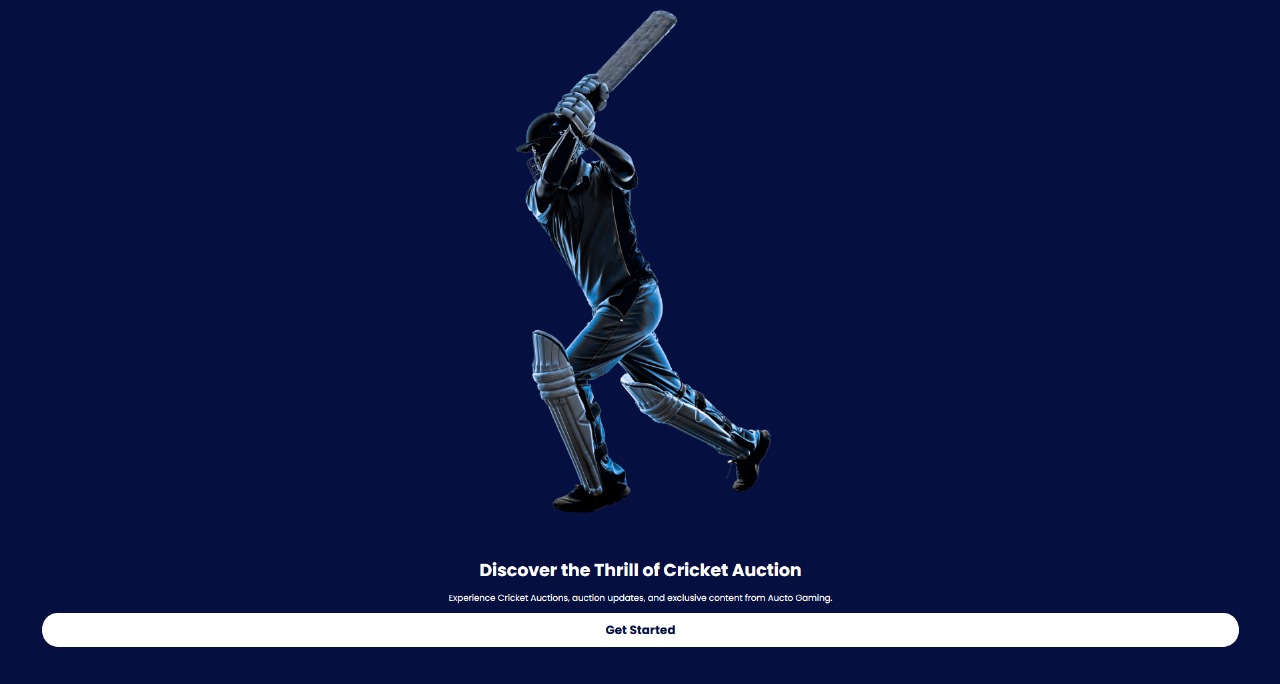 Discover the Thrill of Cricket Auction
Experience Cricket Auctions, auction updates, and exclusive content from Aucto Gaming.
Get Started